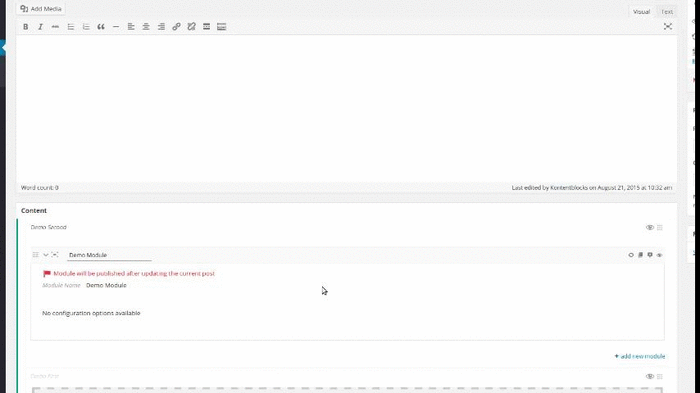 Add Media
Visual Text
B I
Word count: 0
Last edited by Kontentblocks on August 21, 2015 at 10:32 am
Content
Demo Second
Demo Module
Module will be published after updating the current post
Module Name Demo Module
No configuration options available
+ add new module
Demo First